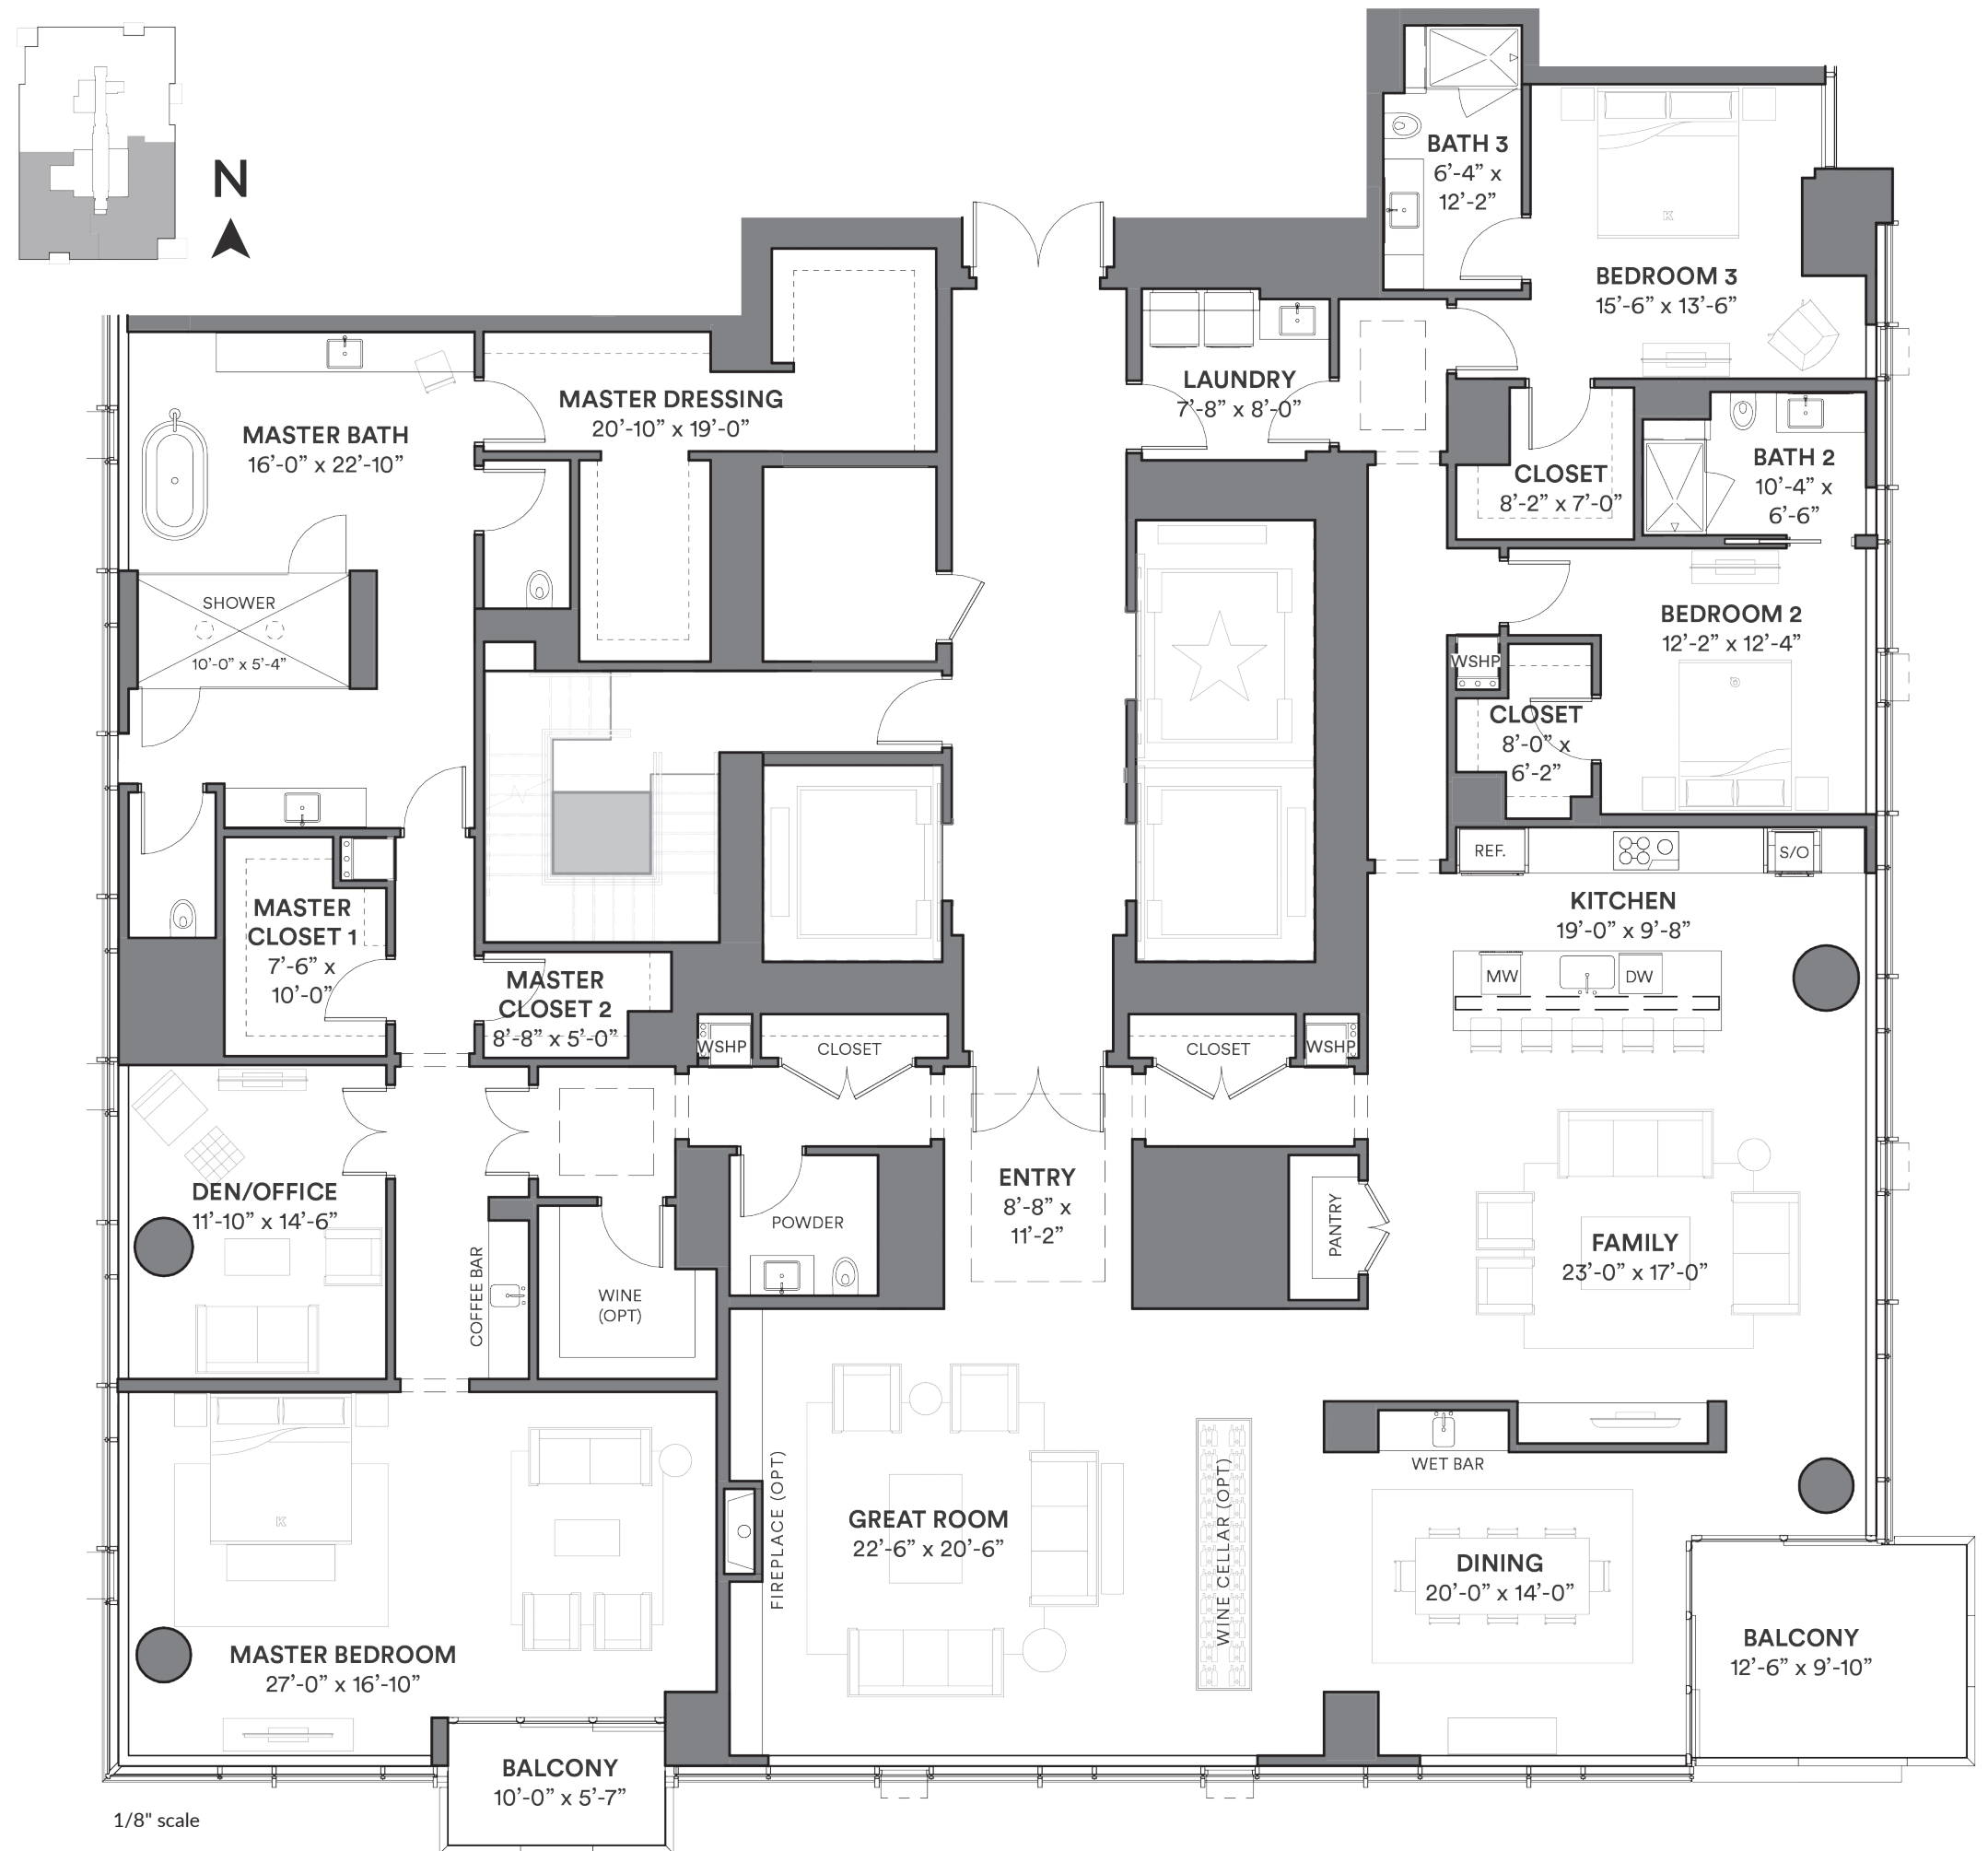 N
BATH 3
6’-4” x
12’-2”
BEDROOM 3
15’-6” x 13’-6”
K
MASTER BATH
16’-0” x 22’-10”
MASTER DRESSING
20’-10” x 19’-0”
LAUNDRY
7’-8” x 8’-0”
CLOSET
8’-2” x 7’-0”
BATH 2
10’-4” x
6’-6”
SHOWER
10’-0” x 5’-4”
BEDROOM 2
12’-2” x 12’-4”
WSHP
CLOSET
8’-0” x
6’-2”
REF.
S/O
KITCHEN
19’-0” x 9’-8”
MW
DW
MASTER
CLOSET 1
7’-6” x
10’-0”
MASTER
CLOSET 2
8’-8” x 5’-0”
WSHP
CLOSET
CLOSET
WSHP
DEN/OFFICE
11’-10” x 14’-6”
ENTRY
8’-8” x
11’-2”
POWDER
PANTRY
FAMILY
23’-0” x 17’-0”
COFFEE BAR
WINE
(OPT)
WET BAR
K
FIREPLACE (OPT)
GREAT ROOM
22’-6” x 20’-6”
WINE CELLAR (OPT)
DINING
20’-0” x 14’-0”
MASTER BEDROOM
27’-0” x 16’-10”
BALCONY
12’-6” x 9’-10”
BALCONY
10’-0” x 5’-7”
1/8" scale